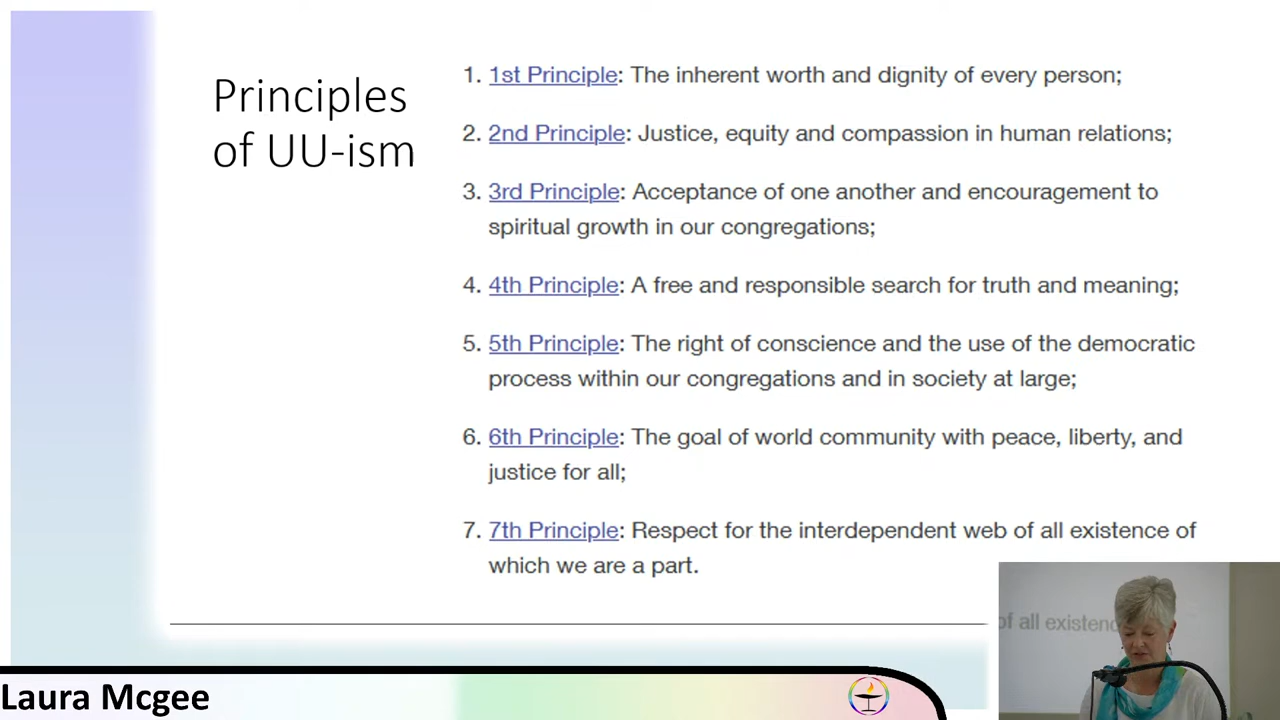 Principles
of UU-ism
1. 1st Principle: The inherent worth and dignity of every person;
2. 2nd Principle: Justice, equity and compassion in human relations;
3. 3rd Principle: Acceptance of one another and encouragement to
spiritual growth in our congregations;
4. 4th Principle: A free and responsible search for truth and meaning;
5. 5th Principle: The right of conscience and the use of the democratic
process within our congregations and in society at large;
6. 6th Principle: The goal of world community with peace, liberty, and
justice for all;
7. 7th Principle: Respect for the interdependent web of all existence of
which we are a part.
of all existenc
Laura Mcgee